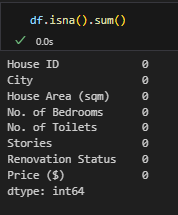 df.isna().sum()
0.0s
House ID 0
City 0
House Area (sqm) 0
No. of Bedrooms 0
No. of Toilets 0
Stories 0
Renovation Status 0
Price ($) 0
dtype: int64